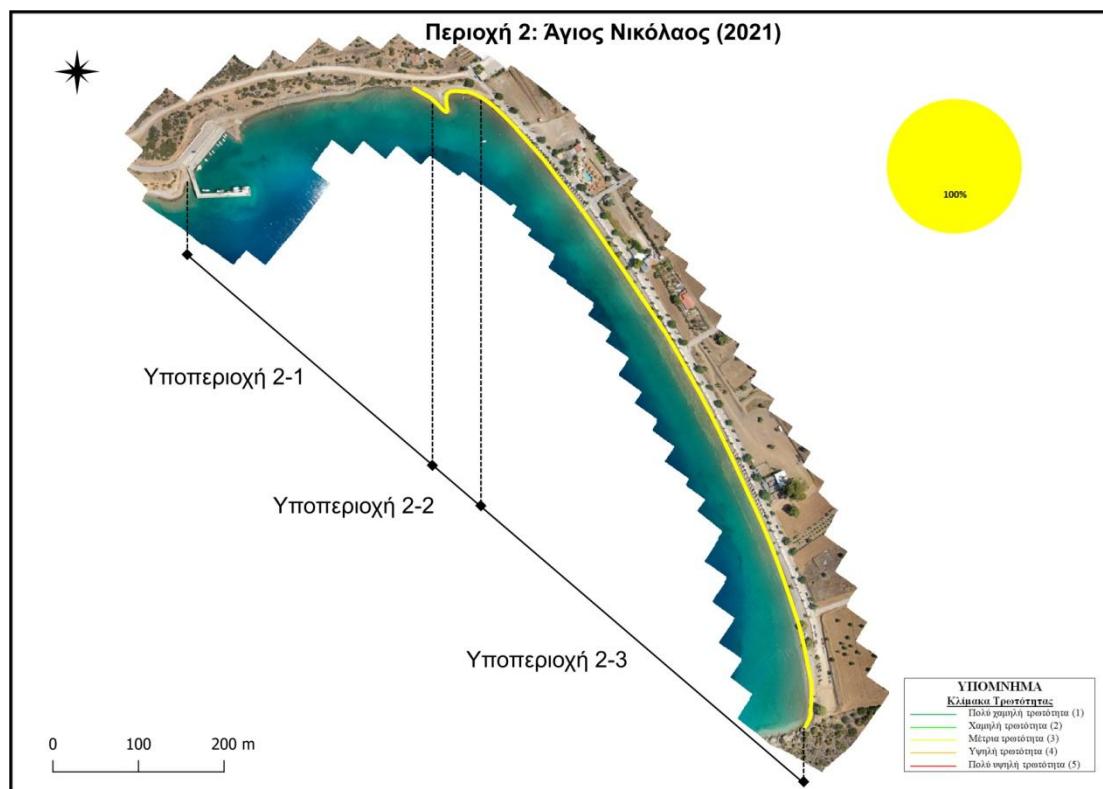 Περιοχή 2: Άγιος Νικόλαος (2021)
100%
Υποπεριοχή 2-1
Υποπεριοχή 2-2
Υποπεριοχή 2-3
0 100 200 m
ΥΠΟΜΝΗΜΑ
Κλίμακα Τρωτότητας
Πολύ χαμηλή τρωτότητα (1)
Χαμηλή τρωτότητα (2)
Μέτρια τρωτότητα (3)
Υψηλή τρωτότητα (4)
Πολύ υψηλή τρωτότητα (5)